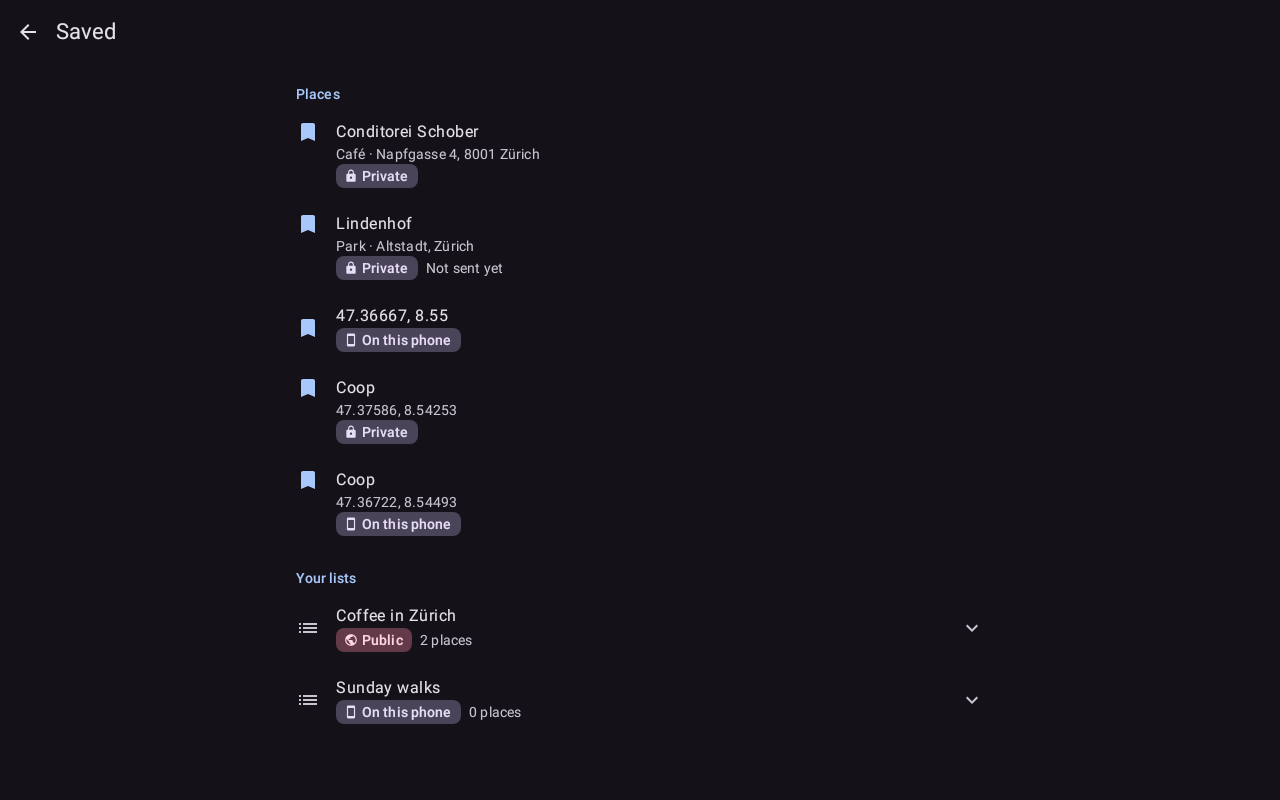 Saved
Places
Conditorei Schober
Café · Napfgasse 4, 8001 Zürich
Private
Lindenhof
Park · Altstadt, Zürich
Private Not sent yet
47.36667, 8.55
On this phone
Coop
47.37586, 8.54253
Private
Coop
47.36722, 8.54493
On this phone
Your lists
Coffee in Zürich
Public 2 places
Sunday walks
On this phone 0 places